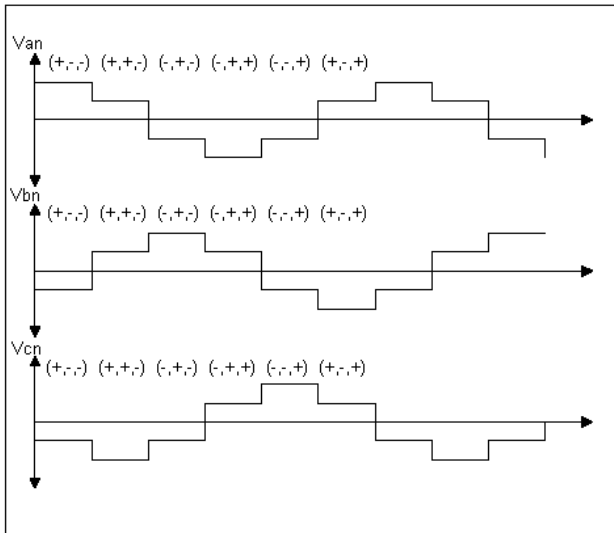 Van
(+,-,-) (+,+,-) (-,+,-) (-,+,+) (-,-,+) (+,-,+)
Vbn
(+,-,-) (+,+,-) (-,+,-) (-,+,+) (-,-,+) (+,-,+)
Vcn
(+,-,-) (+,+,-) (-,+,-) (-,+,+) (-,-,+) (+,-,+)